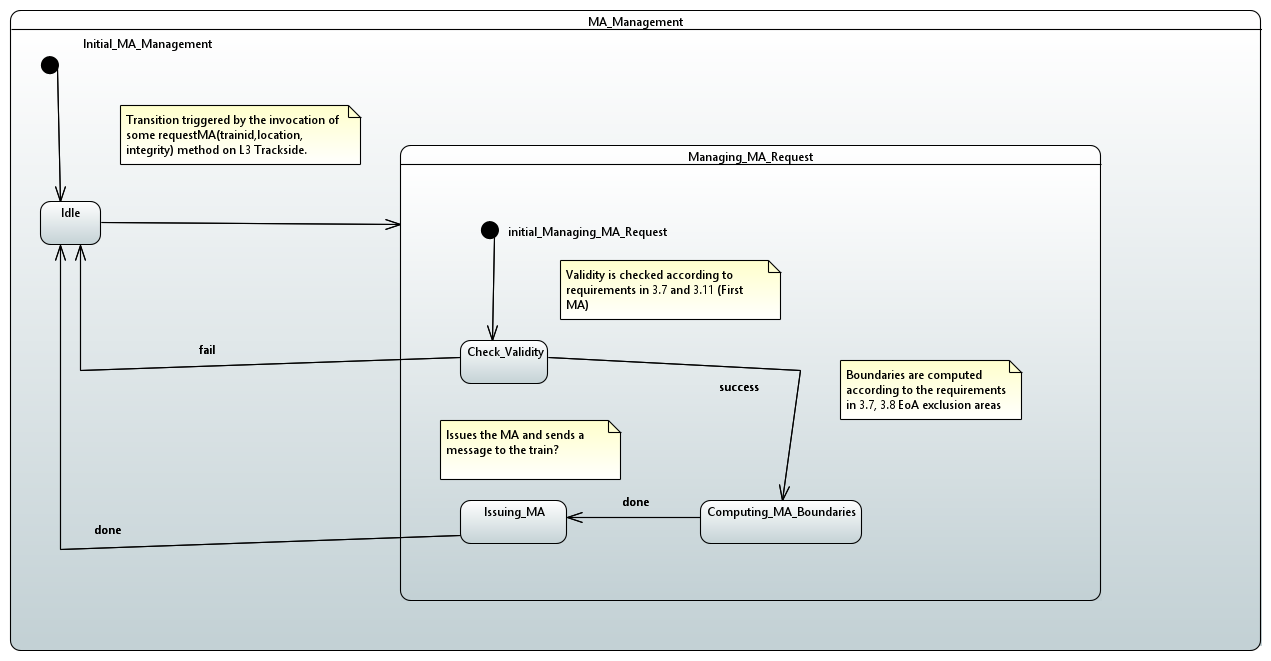 MA_Management
Initial_MA_Management
Transition triggered by the invocation of
some requestMA(trainid,location,
integrity) method on L3 Trackside.
Managing_MA_Request
Idle
initial_Managing_MA_Request
Validity is checked according to
requirements in 3.7 and 3.11 (First
MA)
fail
Check_Validity
success
Boundaries are computed
according to the requirements
in 3.7, 3.8 EoA exclusion areas
Issues the MA and sends a
message to the train?
done
Issuing_MA
Computing_MA_Boundaries
done